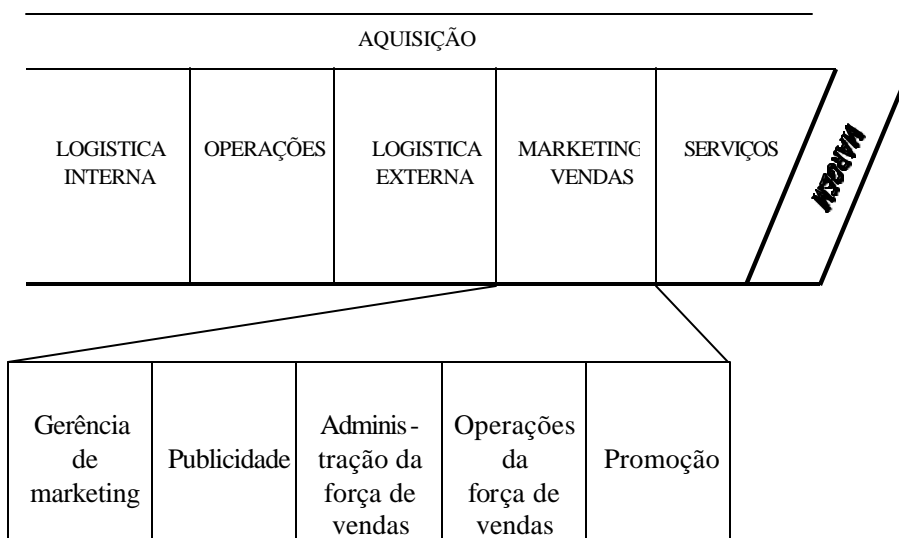 AQUISIÇÃO
LOGISTICA
INTERNA
OPERAÇÕES
LOGISTICA
EXTERNA
MARKETING
VENDAS
SERVIÇOS
MARGEM
Gerência
de
marketing
Publicidade
Adminis -
tração da
força de
vendas
Operações
da
força de
vendas
Promoção